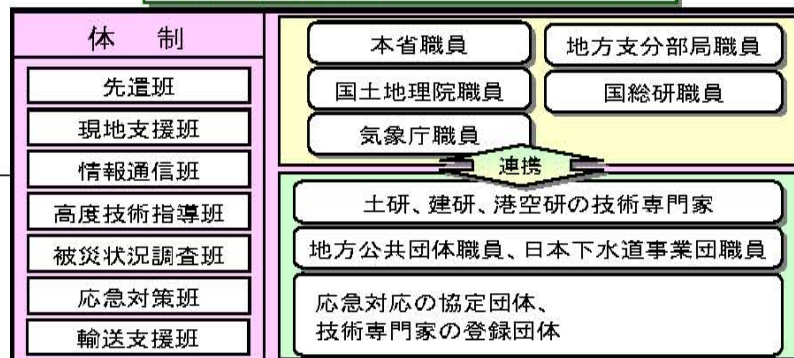 体 制
先遣班
現地支援班
情報通信班
高度技術指導班
被災状況調査班
応急対策班
輸送支援班
本省職員
地方支分部局職員
国土地理院職員
国総研職員
気象庁職員
連携
土研、建研、港空研の技術専門家
地方公共団体職員、日本下水道事業団職員
応急対応の協定団体、
技術専門家の登録団体